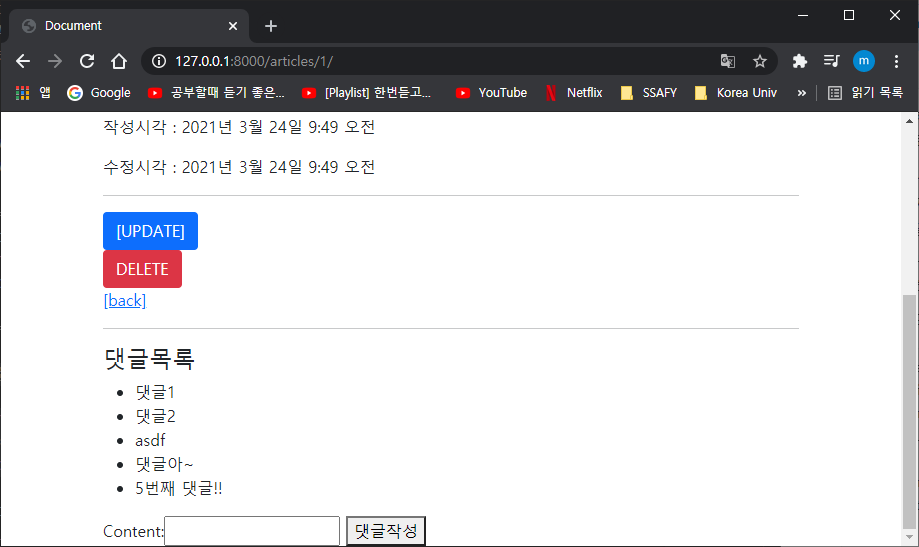 Document
127.0.0.1:8000/articles/1/
m
앱 Google 공부할때 듣기 좋은... [Playlist] 한번듣고... YouTube Netflix SSAFY Korea Univ » 읽기 목록
작성시각 : 2021년 3월 24일 9:49 오전
수정시각 : 2021년 3월 24일 9:49 오전
[UPDATE]
DELETE
[back]
댓글목록
댓글1
댓글2
asdf
댓글아~
5번째 댓글!!
Content: 댓글작성